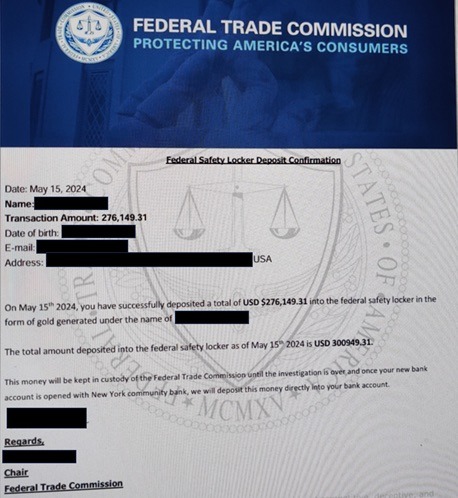 FEDERAL TRADE COMMISSION
PROTECTING AMERICA'S CONSUMERS
Federal Safety Locker Deposit Confirmation
Date: May 15, 2024
Name:
Transaction Amount: 276,149.31
Date of birth:
E-mail:
Address: USA
On May 15th 2024, you have successfully deposited a total of USD $276,149.31 into the federal safety locker in the
form of gold generated under the name of
The total amount deposited into the federal safety locker as of May 15th 2024 is USD 300949.31.
This money will be kept in custody of the Federal Trade Commission until the investigation is over and once your new bank
account is opened with New York community bank, we will deposit this money directly into your bank account.
Regards,
Chair
Federal Trade Commission
STATES • OF AMERICA
MCMXV